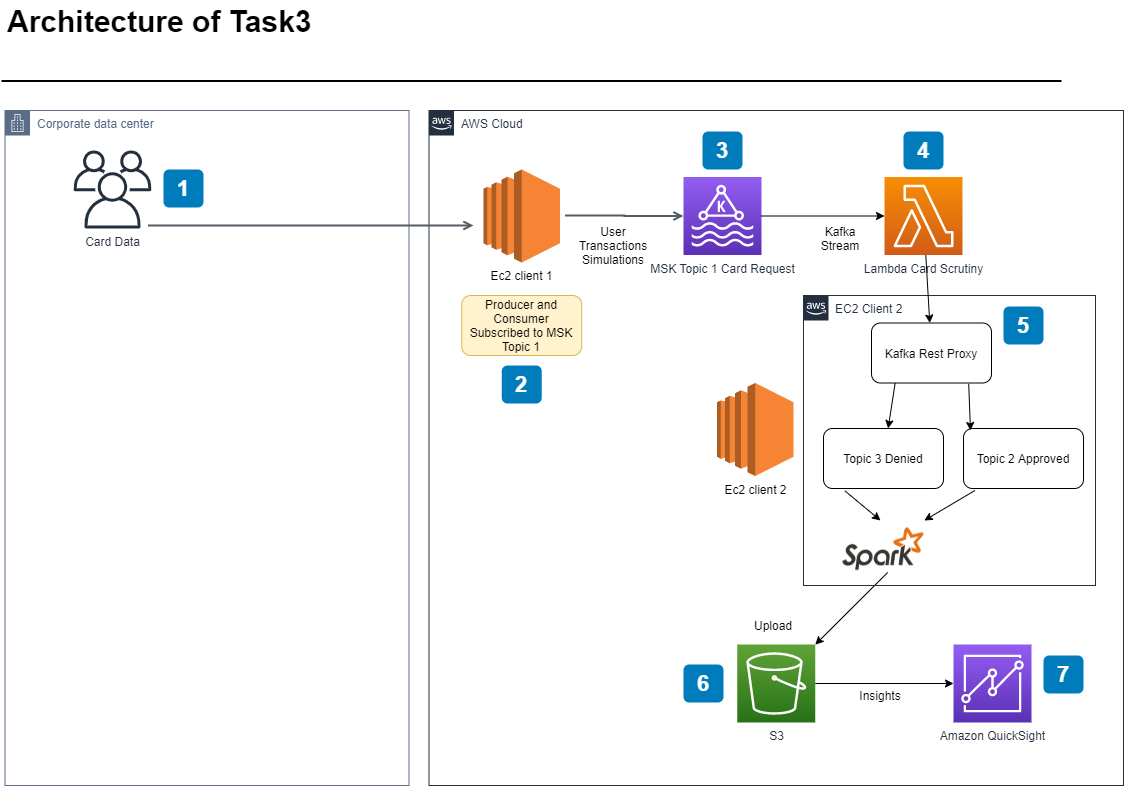 Architecture of Task3
Corporate data center
aws
AWS Cloud
1
Card Data
Ec2 client 1
Producer and
Consumer
Subscribed to MSK
Topic 1
2
User
Transactions
Simulations
3
K
MSK Topic 1 Card Request
Kafka
Stream
4
Lambda Card Scrutiny
aws
EC2 Client 2
5
Kafka Rest Proxy
Topic 3 Denied
Topic 2 Approved
Ec2 client 2
Spark
Upload
6
S3
Insights
7
Amazon QuickSight